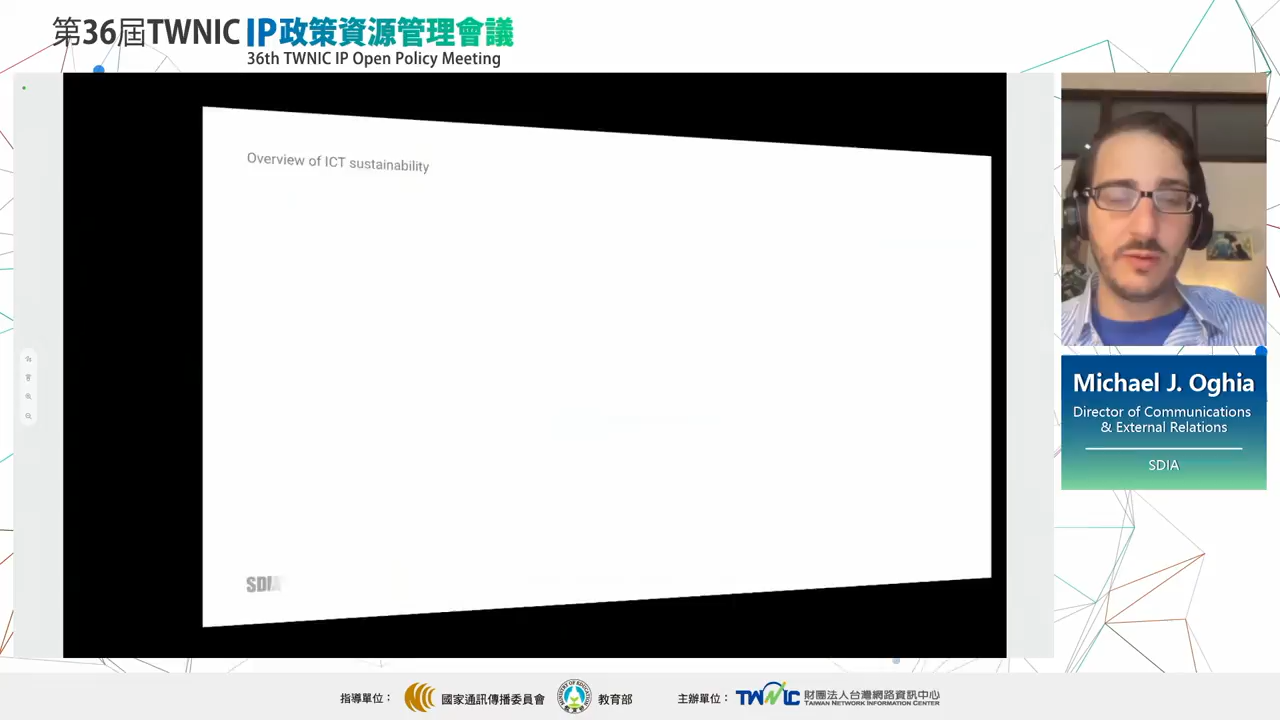 第36屆TWNIC IP政策資源管理會議
36th TWNIC IP Open Policy Meeting
Overview of ICT sustainability
SDIA
Michael J. Oghia
Director of Communications
& External Relations
SDIA
指導單位：
國家通訊傳播委員會
MINISTRY OF EDUCATION
教育部
主辦單位：
TWNIC
財團法人台灣網路資訊中心
TAIWAN NETWORK INFORMATION CENTER